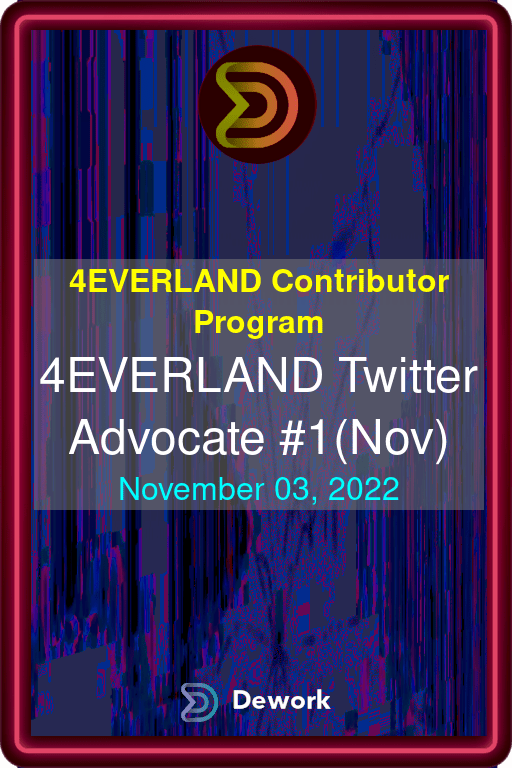 4EVERLAND Contributor
Program
4EVERLAND Twitter
Advocate #1(Nov)
November 03, 2022
Dework